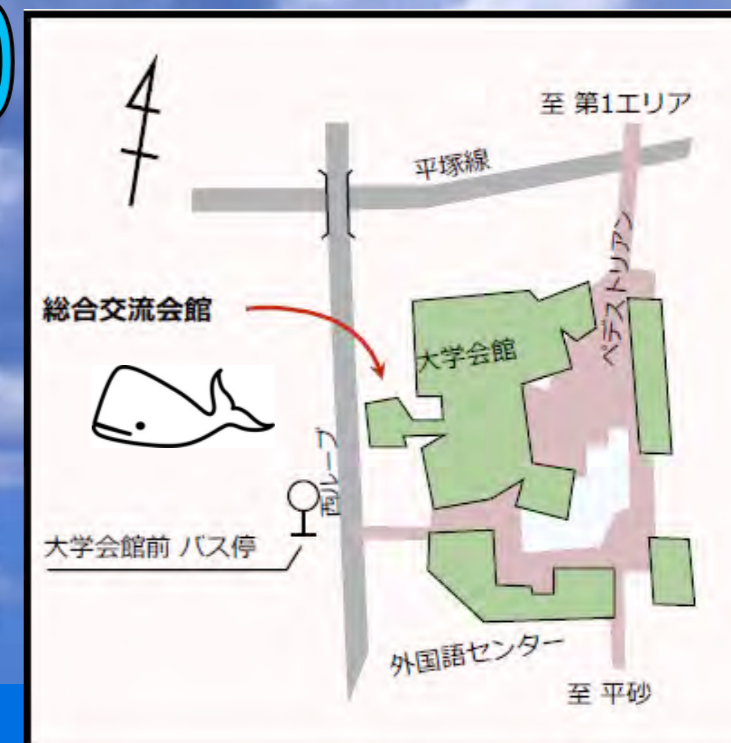 至 第1エリア
平塚線
ペデストリアン
総合交流会館
大学会館
西ループ
大学会館前 バス停
外国語センター
至 平砂